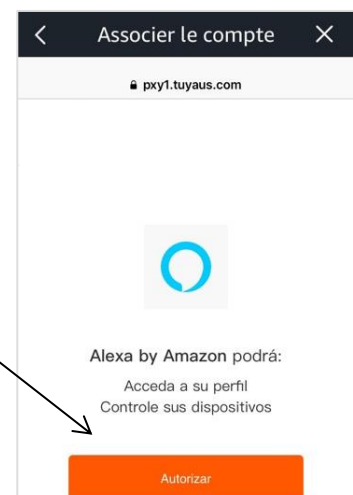 Associer le compte
pxy1.tuyaus.com
Alexa by Amazon podrá:
Acceda a su perfil
Controle sus dispositivos
Autorizar